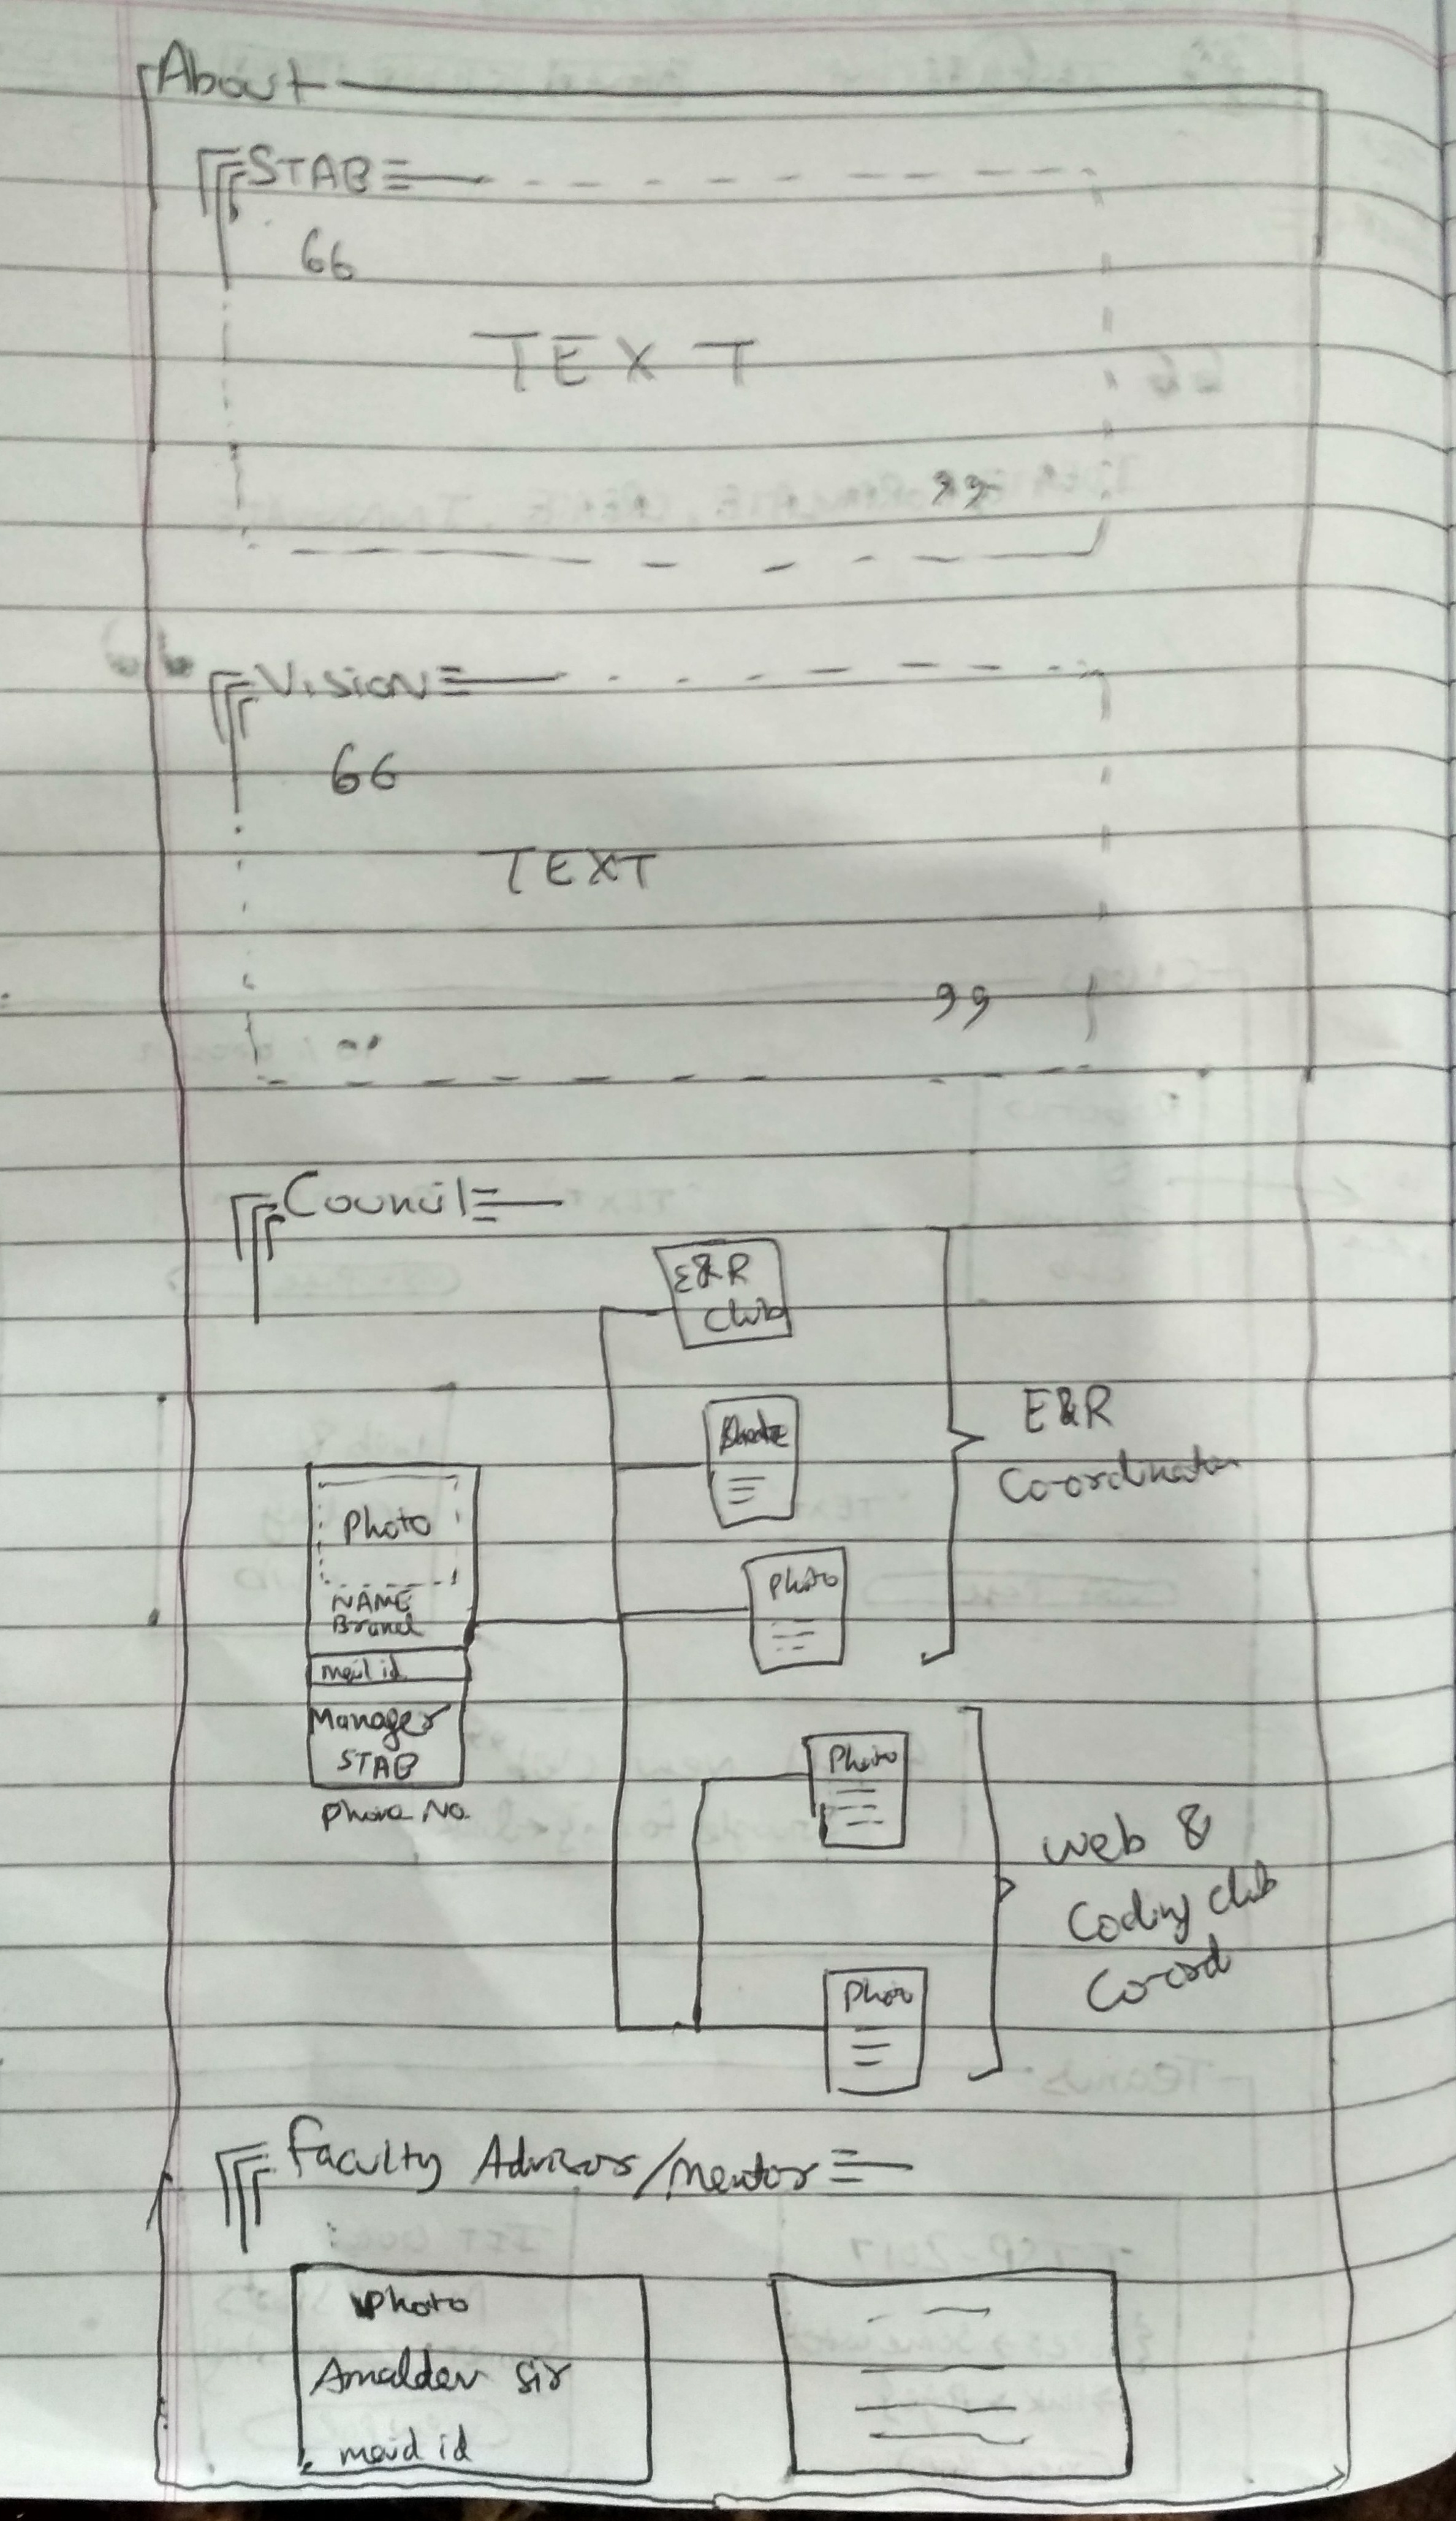 About
STAB
66
TEXT
99
Vision
66
TEXT
99
Council
E&R
Club
E&R
Co-ordinator
Photo
Photo
NAME
Branch
Photo
mail id
Manager
STAB
Phone No.
Photo
Web &
Coding club
Co-ord
Photo
Faculty Advisor/Mentor
Photo
Amaldev sir
mail id